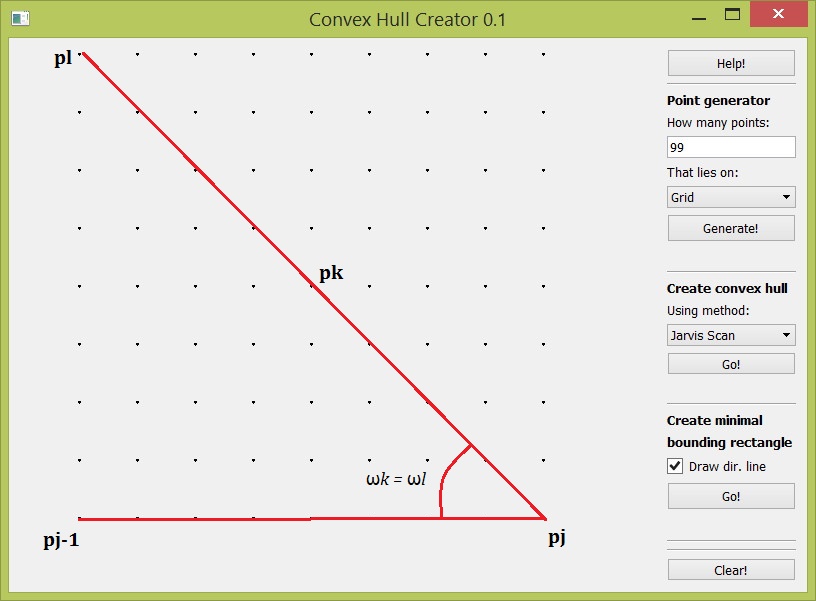 Convex Hull Creator 0.1
pl
pk
ωk = ωl
pj-1
pj
Help!
Point generator
How many points:
99
That lies on:
Grid
Generate!
Create convex hull
Using method:
Jarvis Scan
Go!
Create minimal
bounding rectangle
Draw dir. line
Go!
Clear!